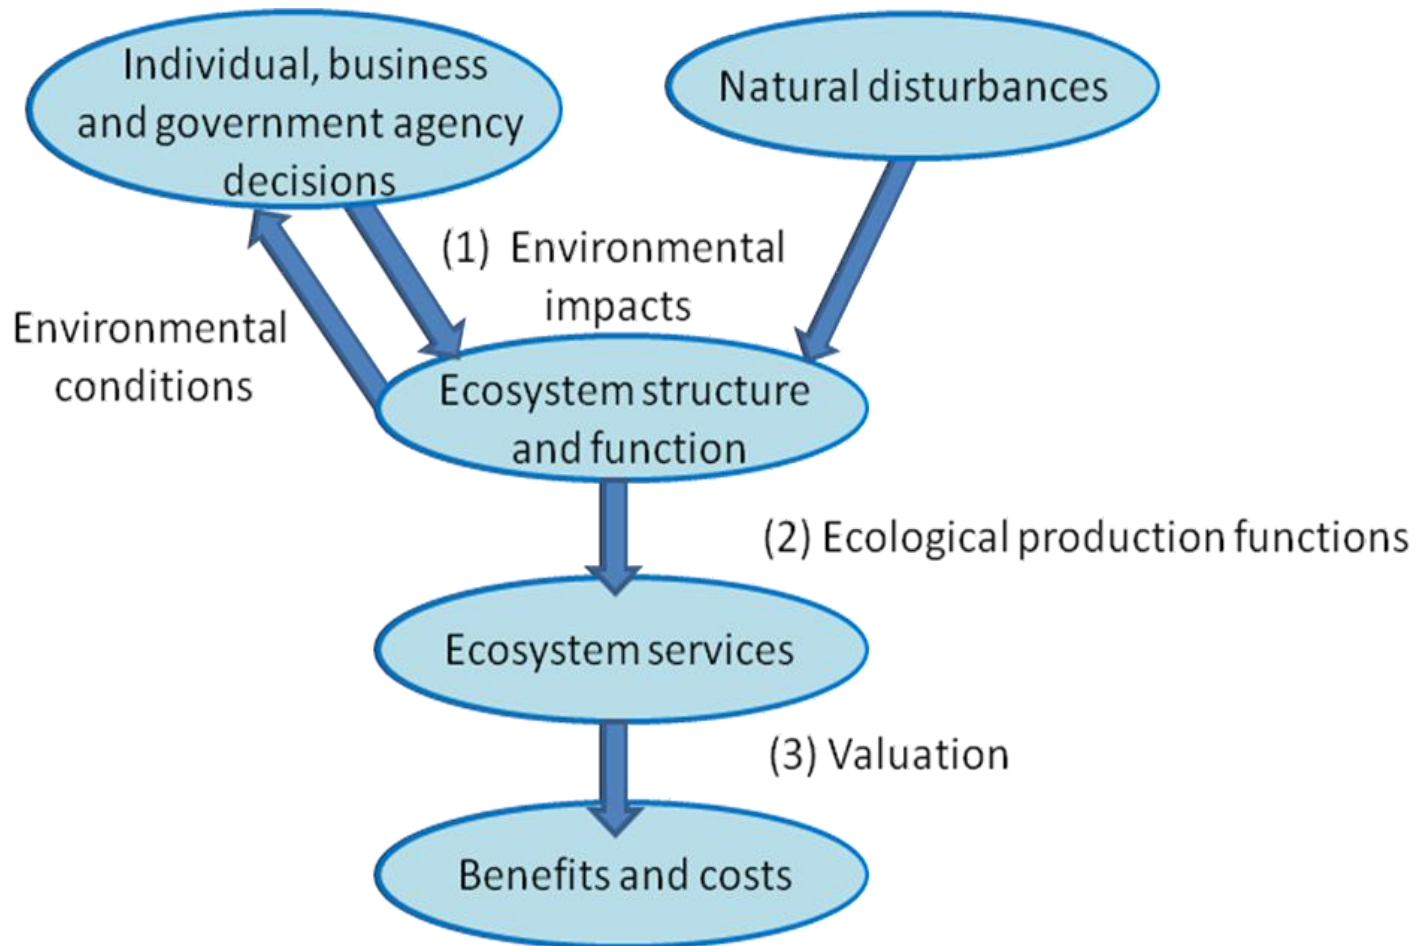 Individual, business
and government agency
decisions
Natural disturbances
(1) Environmental
impacts
Environmental
conditions
Ecosystem structure
and function
(2) Ecological production functions
Ecosystem services
(3) Valuation
Benefits and costs